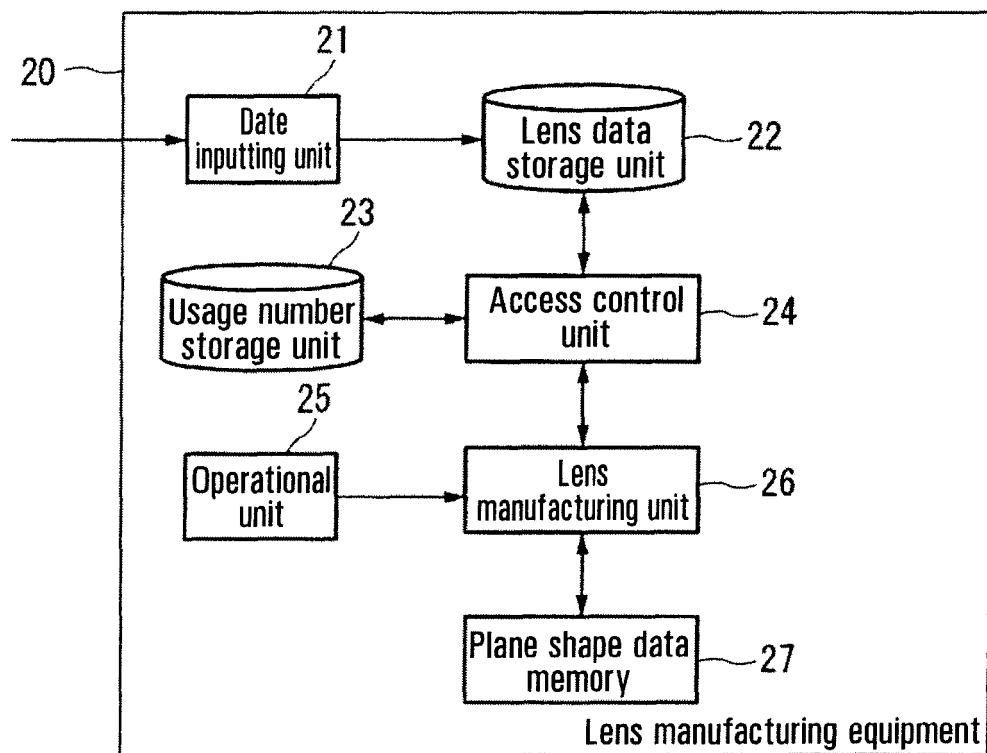 20
21
Date
inputting unit
Lens data
storage unit
22
23
Usage number
storage unit
Access control
unit
24
25
Operational
unit
Lens
manufacturing unit
26
Plane shape data
memory
27
Lens manufacturing equipment